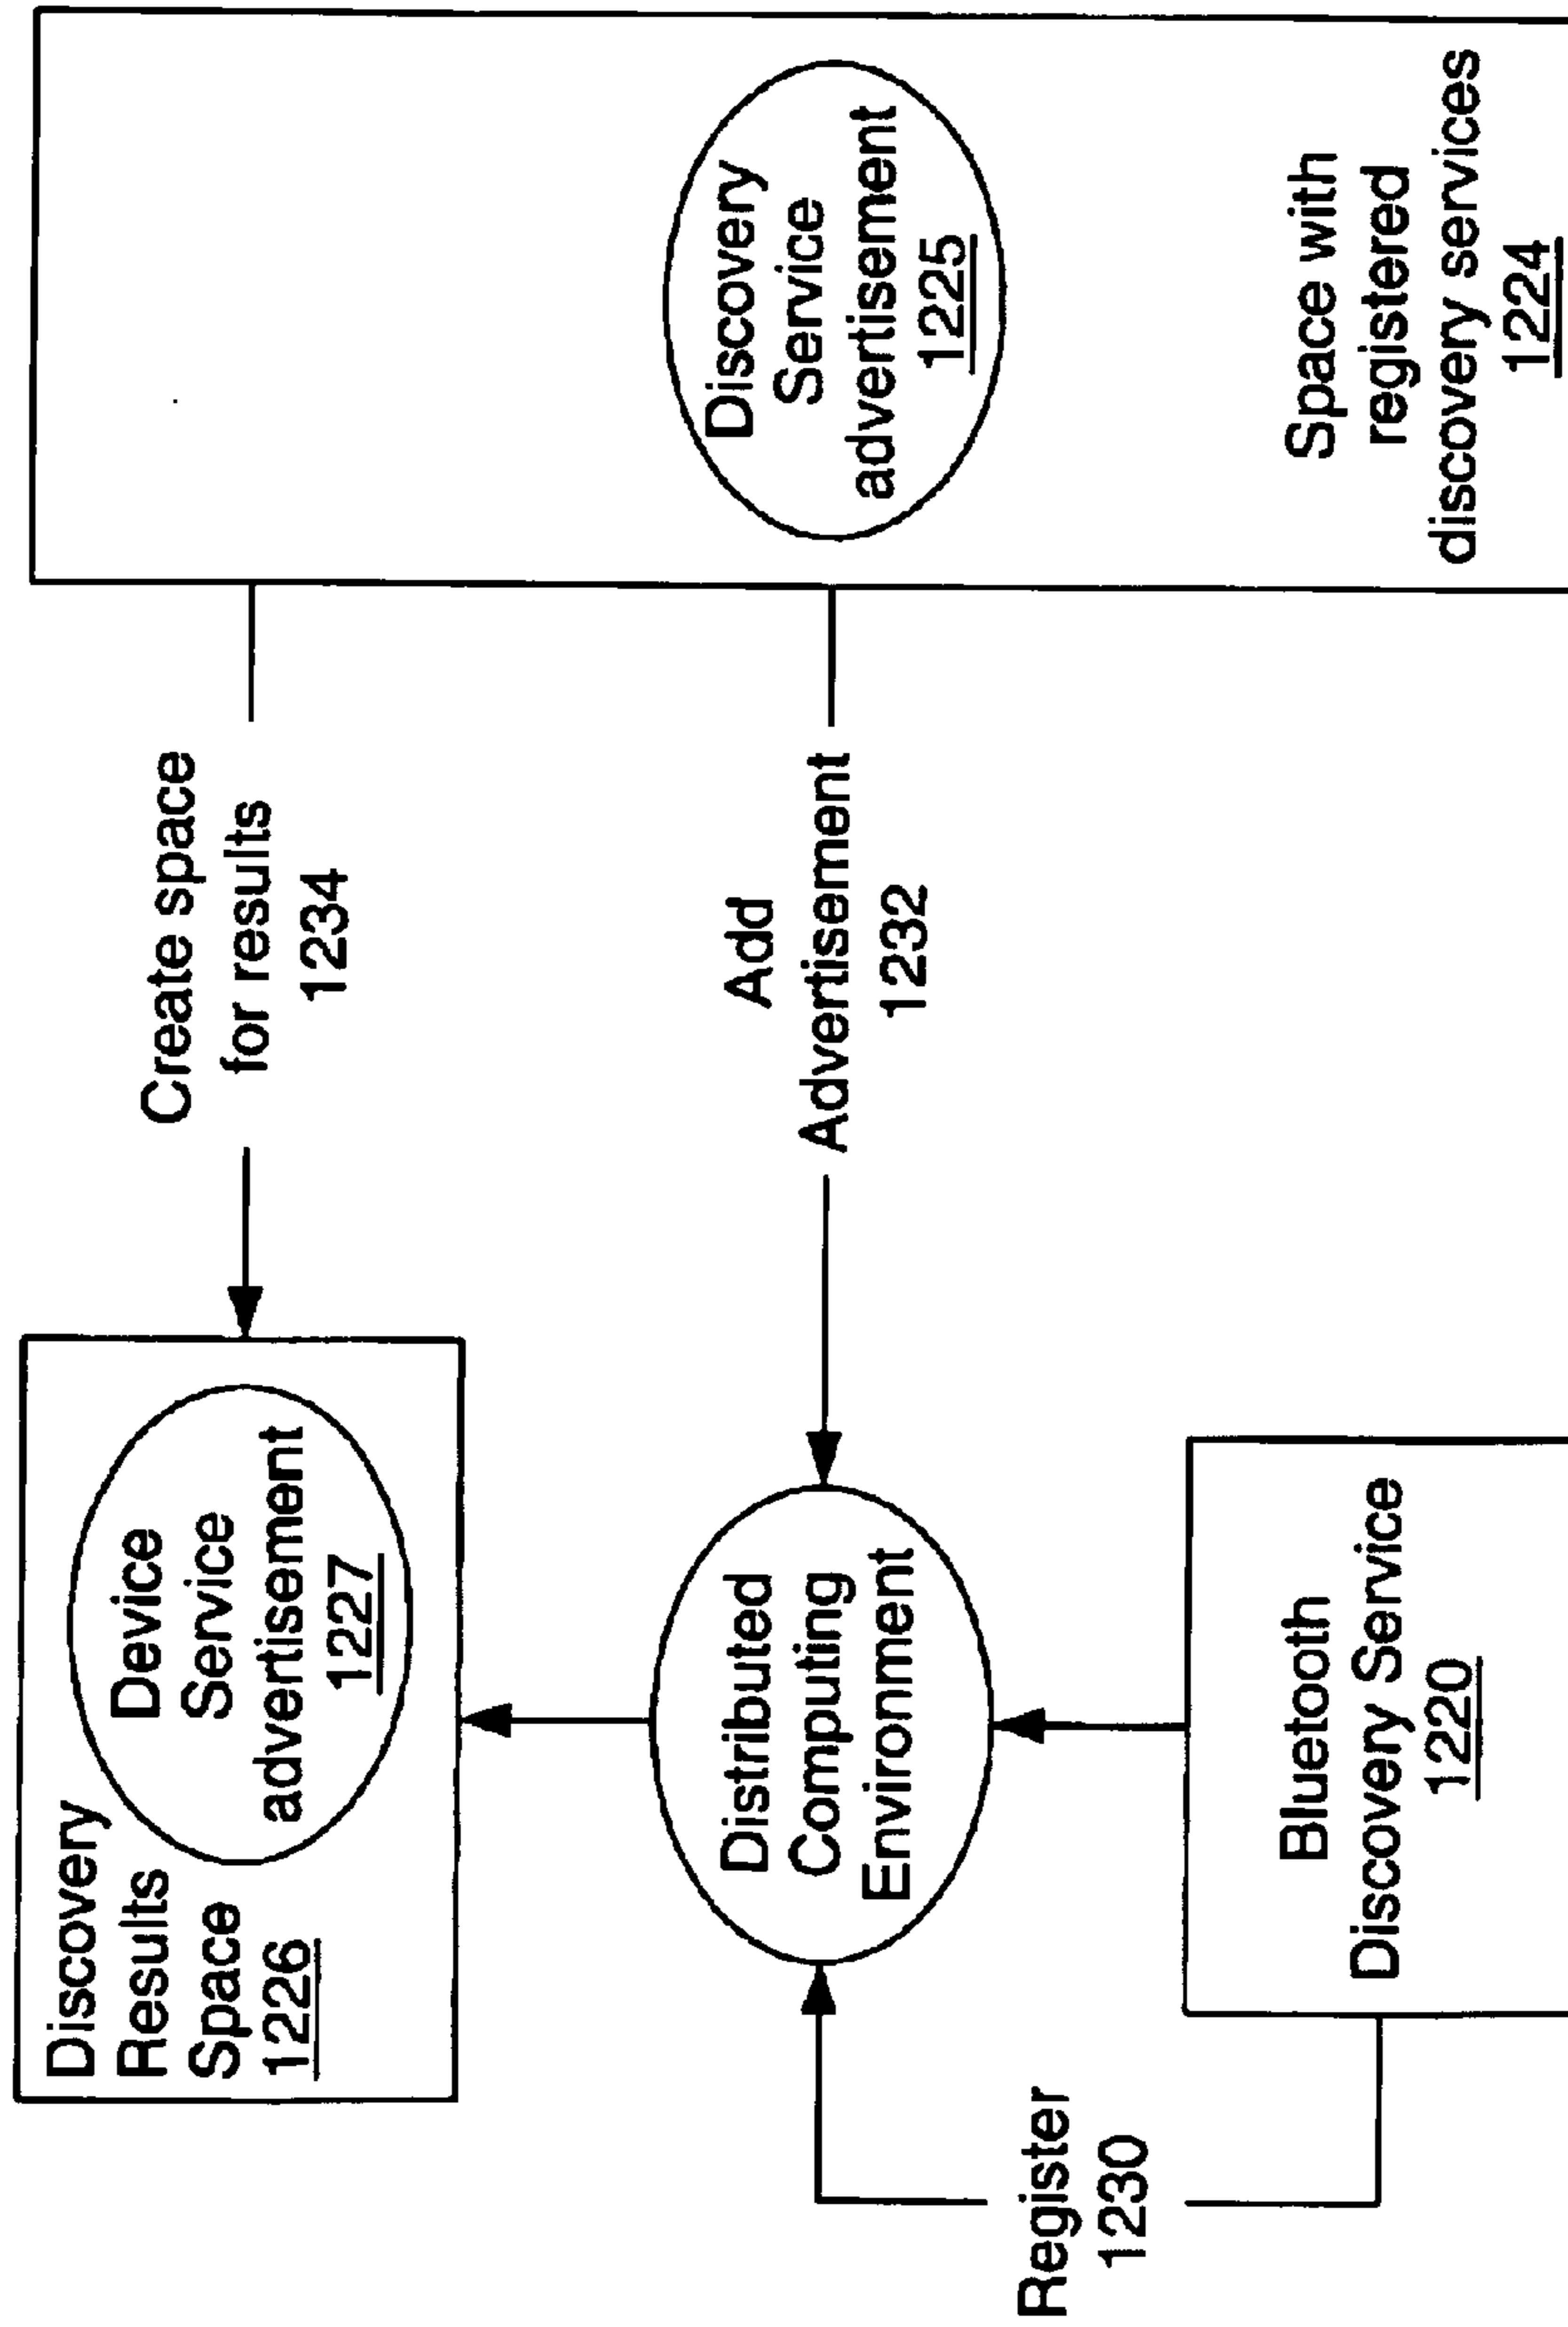 Discovery
Results
Space
1226
Device
Service
advertisement
1227
Create space
for results
1234
Distributed
Computing
Environment
Add
Advertisement
1232
Discovery
Service
advertisement
1225
Register
1230
Bluetooth
Discovery Service
1220
Space with
registered
discovery services
1224